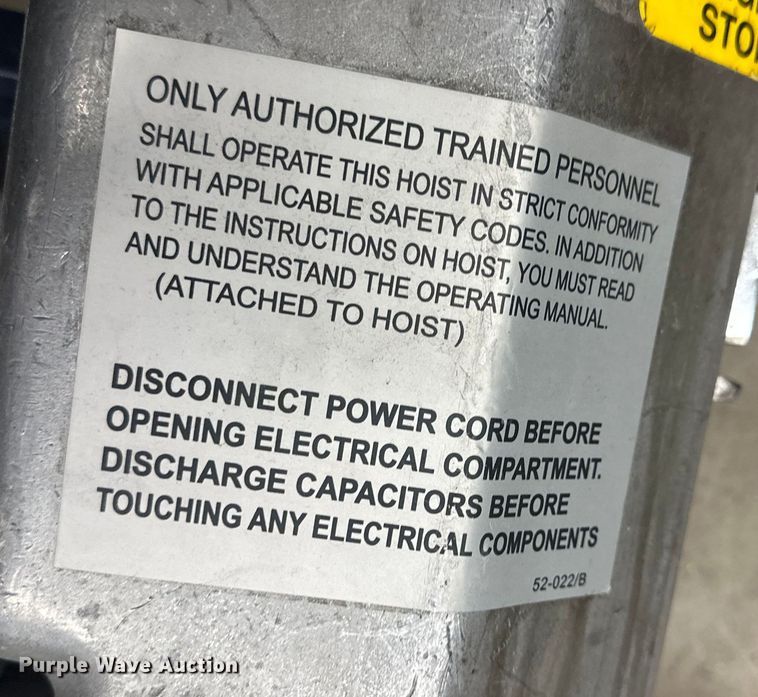 STO
ONLY AUTHORIZED TRAINED PERSONNEL
SHALL OPERATE THIS HOIST IN STRICT CONFORMITY
WITH APPLICABLE SAFETY CODES. IN ADDITION
TO THE INSTRUCTIONS ON HOIST, YOU MUST READ
AND UNDERSTAND THE OPERATING MANUAL.
(ATTACHED TO HOIST)
DISCONNECT POWER CORD BEFORE
OPENING ELECTRICAL COMPARTMENT.
DISCHARGE CAPACITORS BEFORE
TOUCHING ANY ELECTRICAL COMPONENTS
52-022/B
Purple Wave Auction